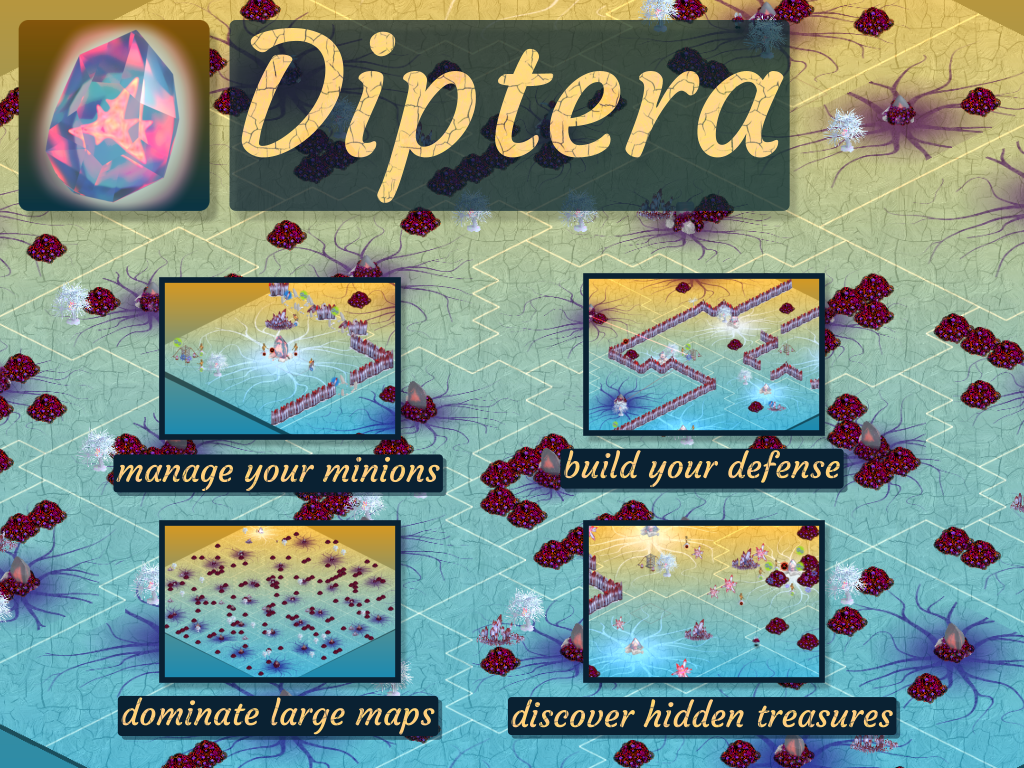 Diptera
manage your minions
build your defense
dominate large maps
discover hidden treasures